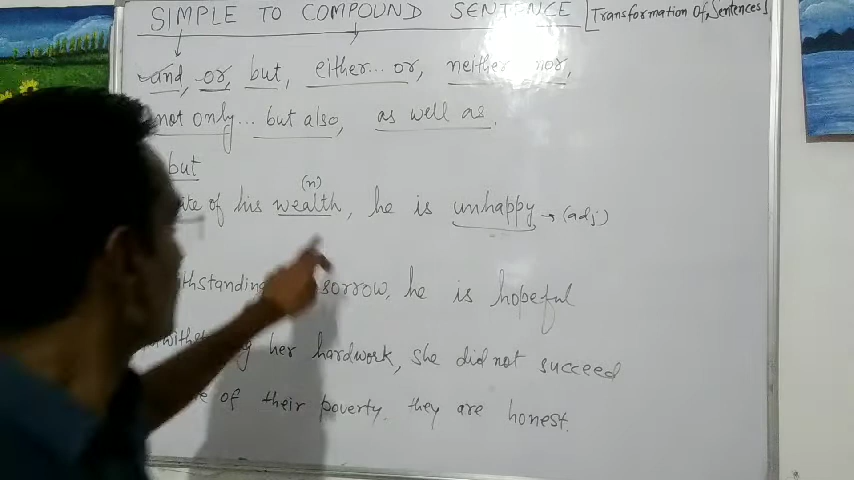 SIMPLE TO COMPOUND SENTENCE [Transformation Of Sentences]
and, or, but, either... or, neither nor,
not only... but also, as well as.
but
(n)
of his wealth, he is unhappy → (adj)
sorrow, he is hopeful
her hardwork, she did not succeed
of their poverty. they are honest.